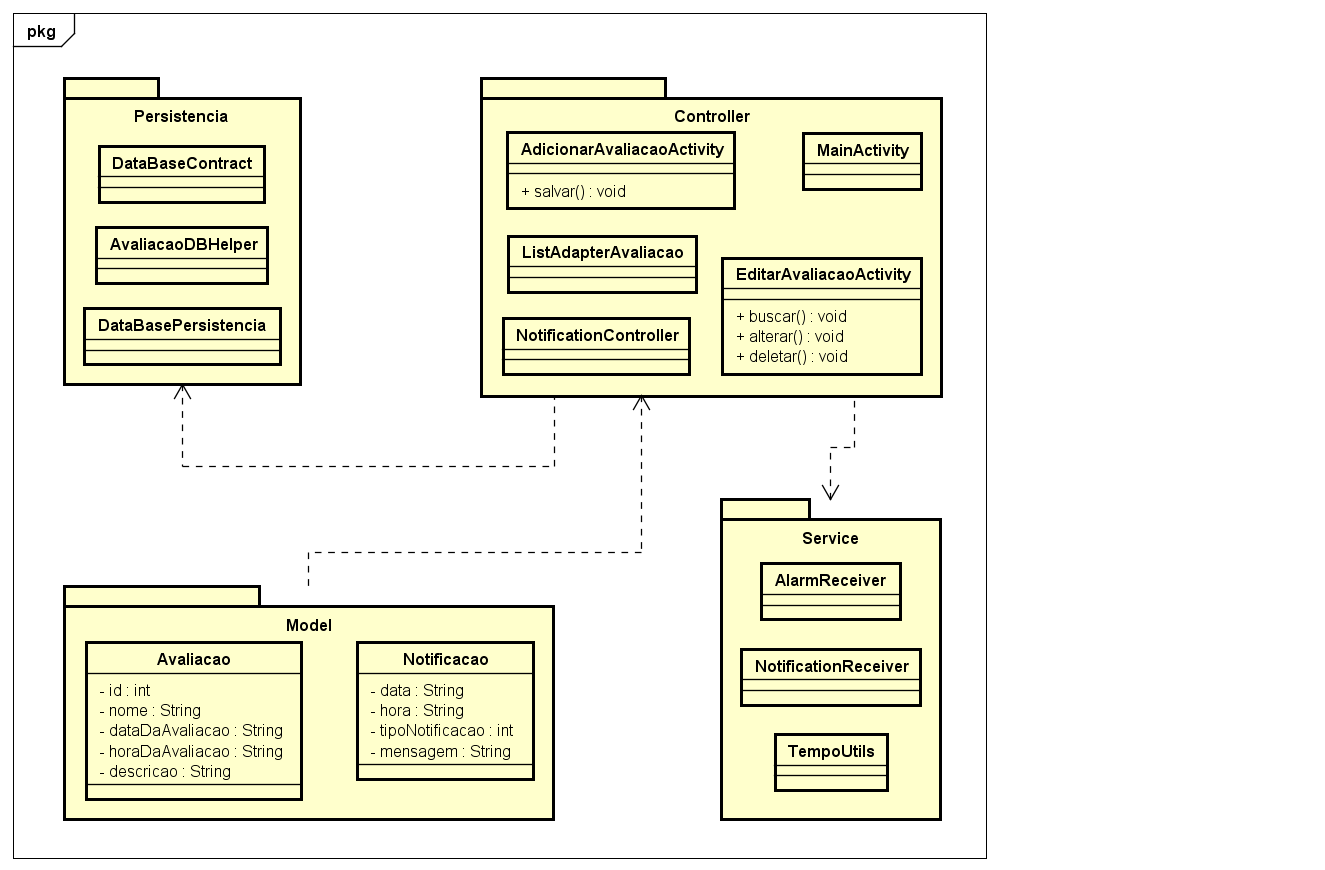 pkg
Persistencia
DataBaseContract
AvaliacaoDBHelper
DataBasePersistencia
Controller
AdicionarAvaliacaoActivity
+ salvar() : void
MainActivity
ListAdapterAvaliacao
EditarAvaliacaoActivity
+ buscar() : void
+ alterar() : void
+ deletar() : void
NotificationController
Model
Avaliacao
- id : int
- nome : String
- dataDaAvaliacao : String
- horaDaAvaliacao : String
- descricao : String
Notificacao
- data : String
- hora : String
- tipoNotificacao : int
- mensagem : String
Service
AlarmReceiver
NotificationReceiver
TempoUtils